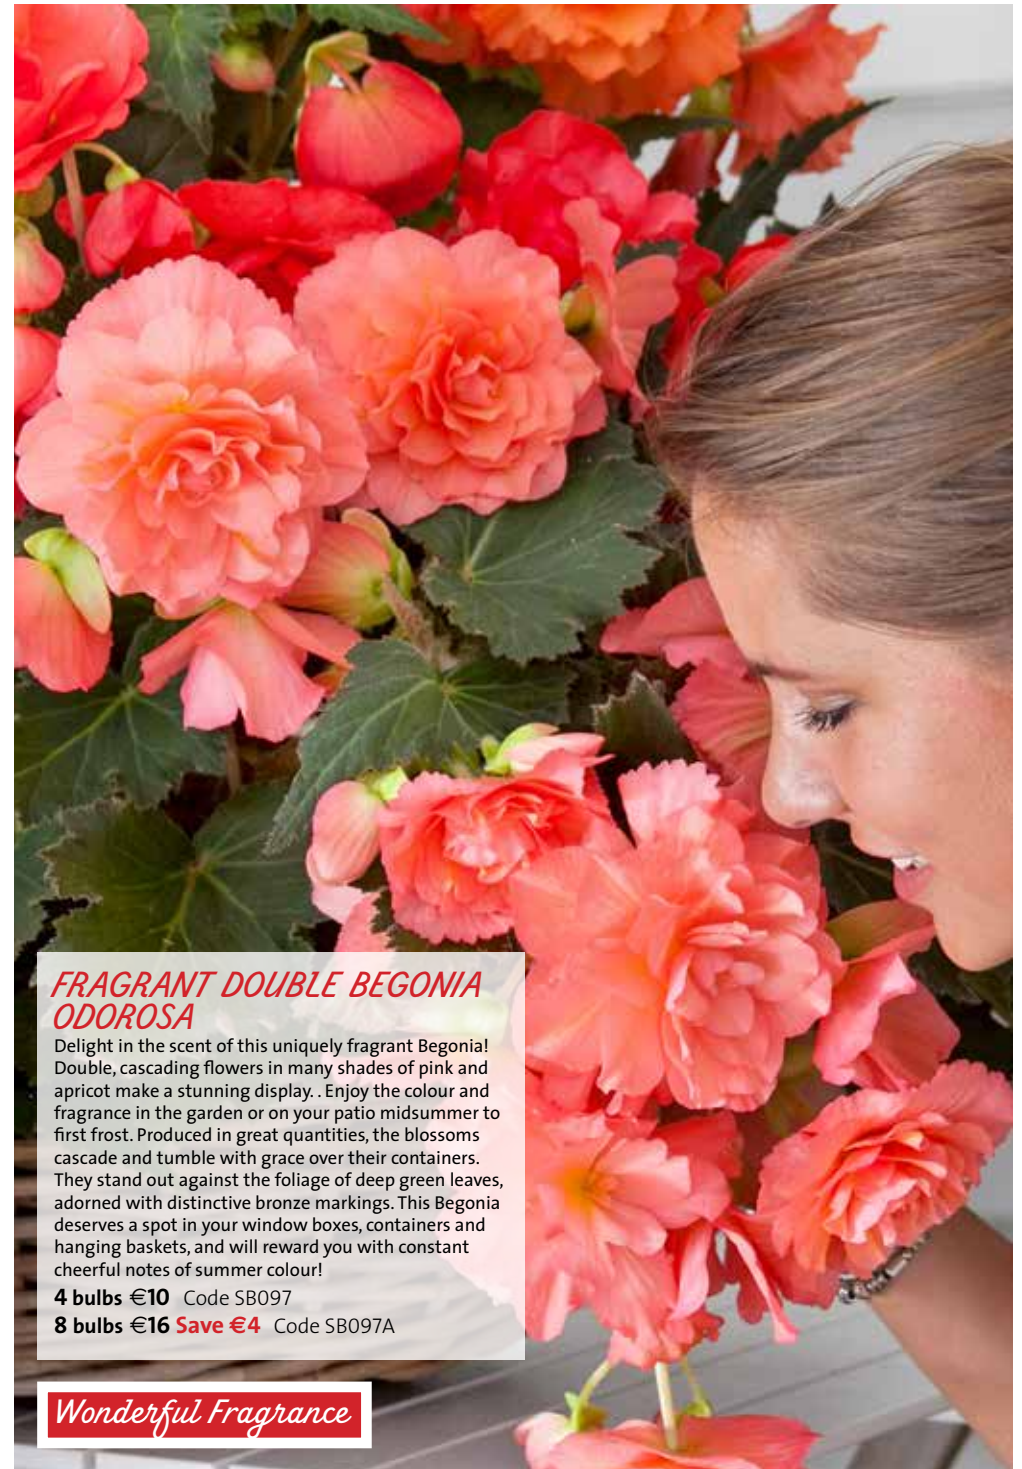 FRAGRANT DOUBLE BEGONIA
ODOROSA
Delight in the scent of this uniquely fragrant Begonia!
Double, cascading flowers in many shades of pink and
apricot make a stunning display. . Enjoy the colour and
fragrance in the garden or on your patio midsummer to
first frost. Produced in great quantities, the blossoms
cascade and tumble with grace over their containers.
They stand out against the foliage of deep green leaves,
adorned with distinctive bronze markings. This Begonia
deserves a spot in your window boxes, containers and
hanging baskets, and will reward you with constant
cheerful notes of summer colour!
4 bulbs €10 Code SB097
8 bulbs €16 Save €4 Code SB097A
Wonderful Fragrance